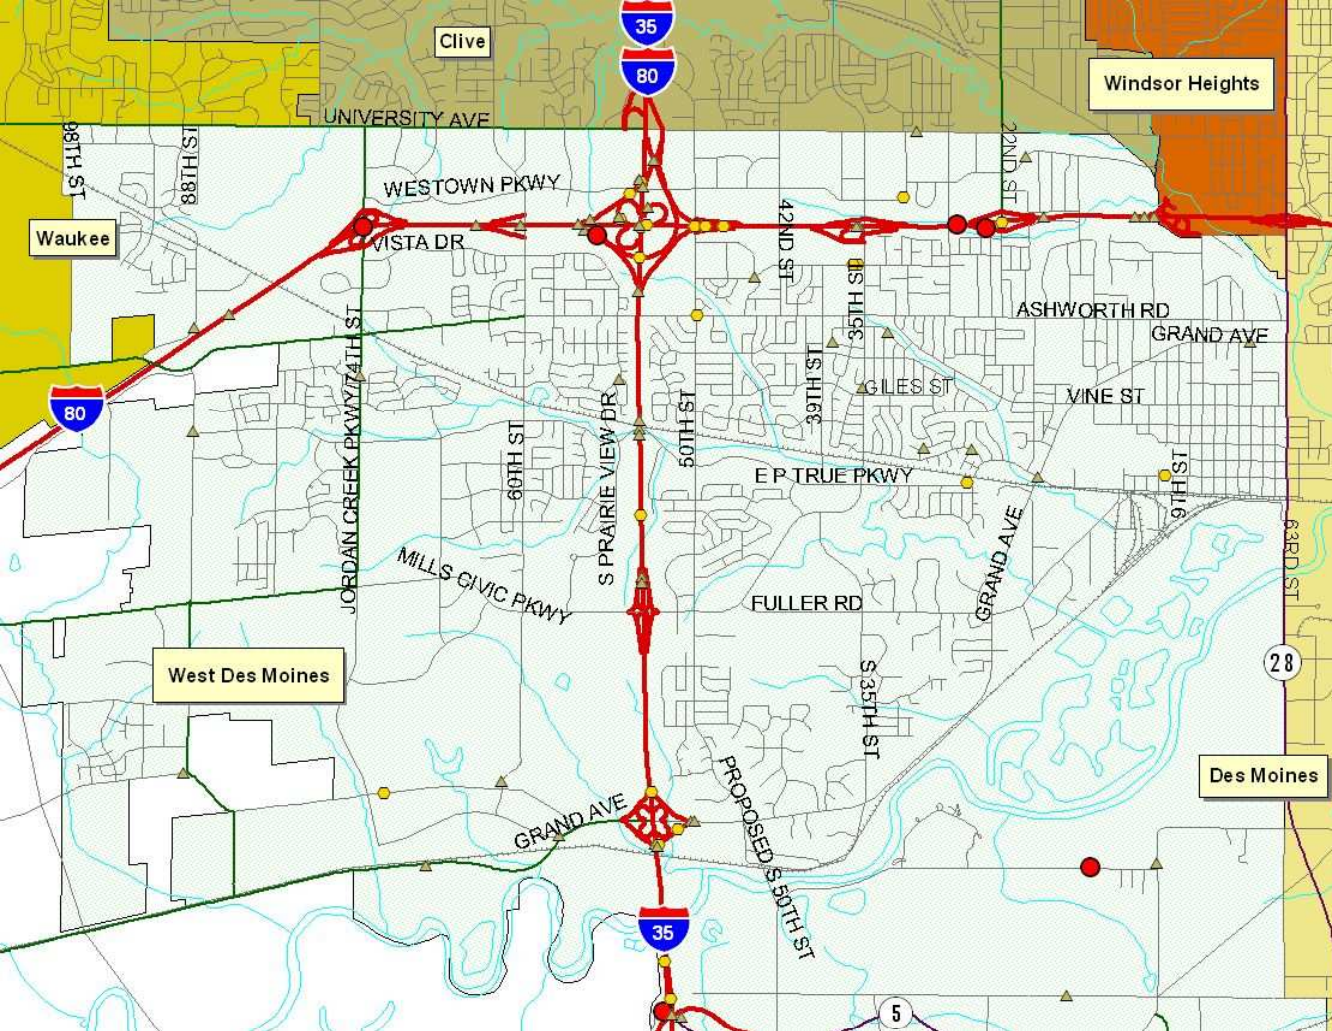 35
Clive
80
Windsor Heights
UNIVERSITY AVE
98TH ST
88TH ST
22ND ST
WESTOWN PKWY
Waukee
VISTA DR
42ND ST
35TH ST
ASHWORTH RD
GRAND AVE
JORDAN CREEK PKWY/74TH ST
39TH ST
GILES ST
VINE ST
80
S PRAIRIE VIEW DR
50TH ST
60TH ST
E P TRUE PKWY
9TH ST
GRAND AVE
63RD ST
MILLS CIVIC PKWY
FULLER RD
28
West Des Moines
S 35TH ST
Des Moines
PROPOSED S 50TH ST
GRAND AVE
35
5